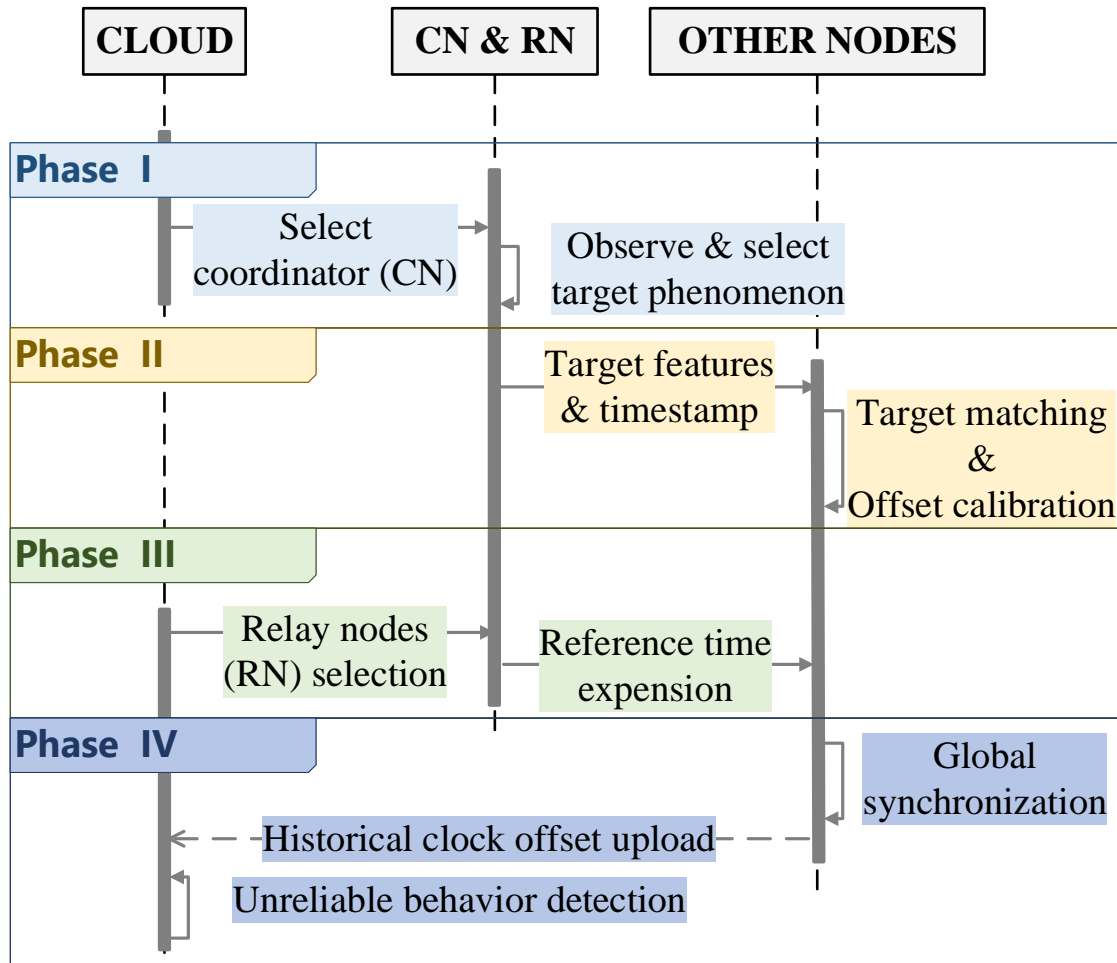 CLOUD
CN & RN
OTHER NODES
Phase I
Select
coordinator (CN)
Observe & select
target phenomenon
Phase II
Target features
& timestamp
Target matching
&
Offset calibration
Phase III
Relay nodes
(RN) selection
Reference time
expension
Phase IV
Global
synchronization
Historical clock offset upload
Unreliable behavior detection